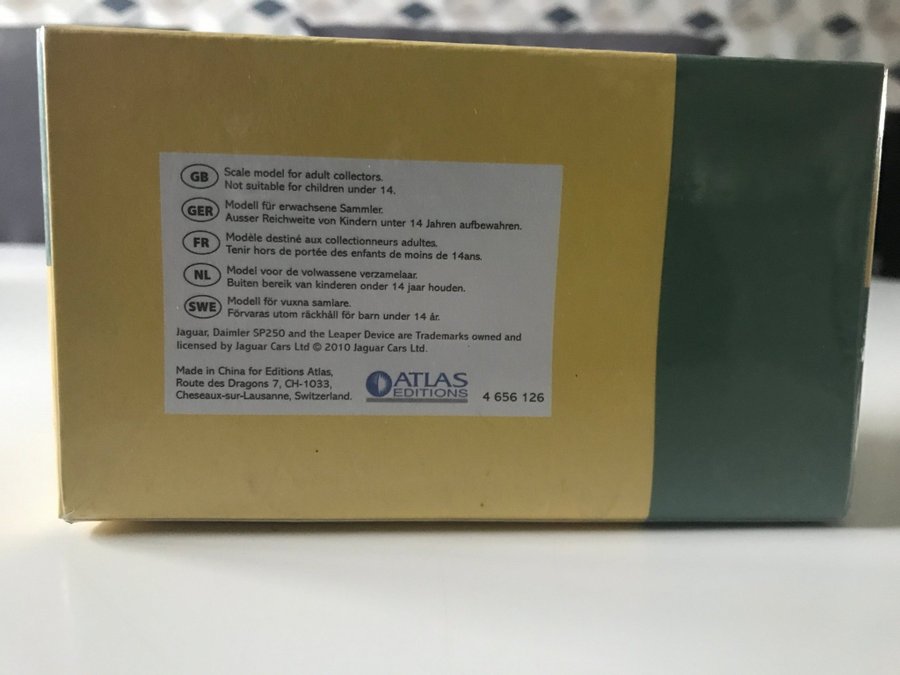 GB Scale model for adult collectors.
Not suitable for children under 14.
GER Modell für erwachsene Sammler.
Ausser Reichweite von Kindern unter 14 Jahren aufbewahren.
FR Modèle destiné aux collectionneurs adultes.
Tenir hors de portée des enfants de moins de 14ans.
NL Model voor de volwassene verzamelaar.
Buiten bereik van kinderen onder 14 jaar houden.
SWE Modell för vuxna samlare.
Förvaras utom räckhåll för barn under 14 år.
Jaguar, Daimler SP250 and the Leaper Device are Trademarks owned and
licensed by Jaguar Cars Ltd © 2010 Jaguar Cars Ltd.
Made in China for Editions Atlas,
Route des Dragons 7, CH-1033,
Cheseaux-sur-Lausanne, Switzerland.
ATLAS
EDITIONS
4 656 126